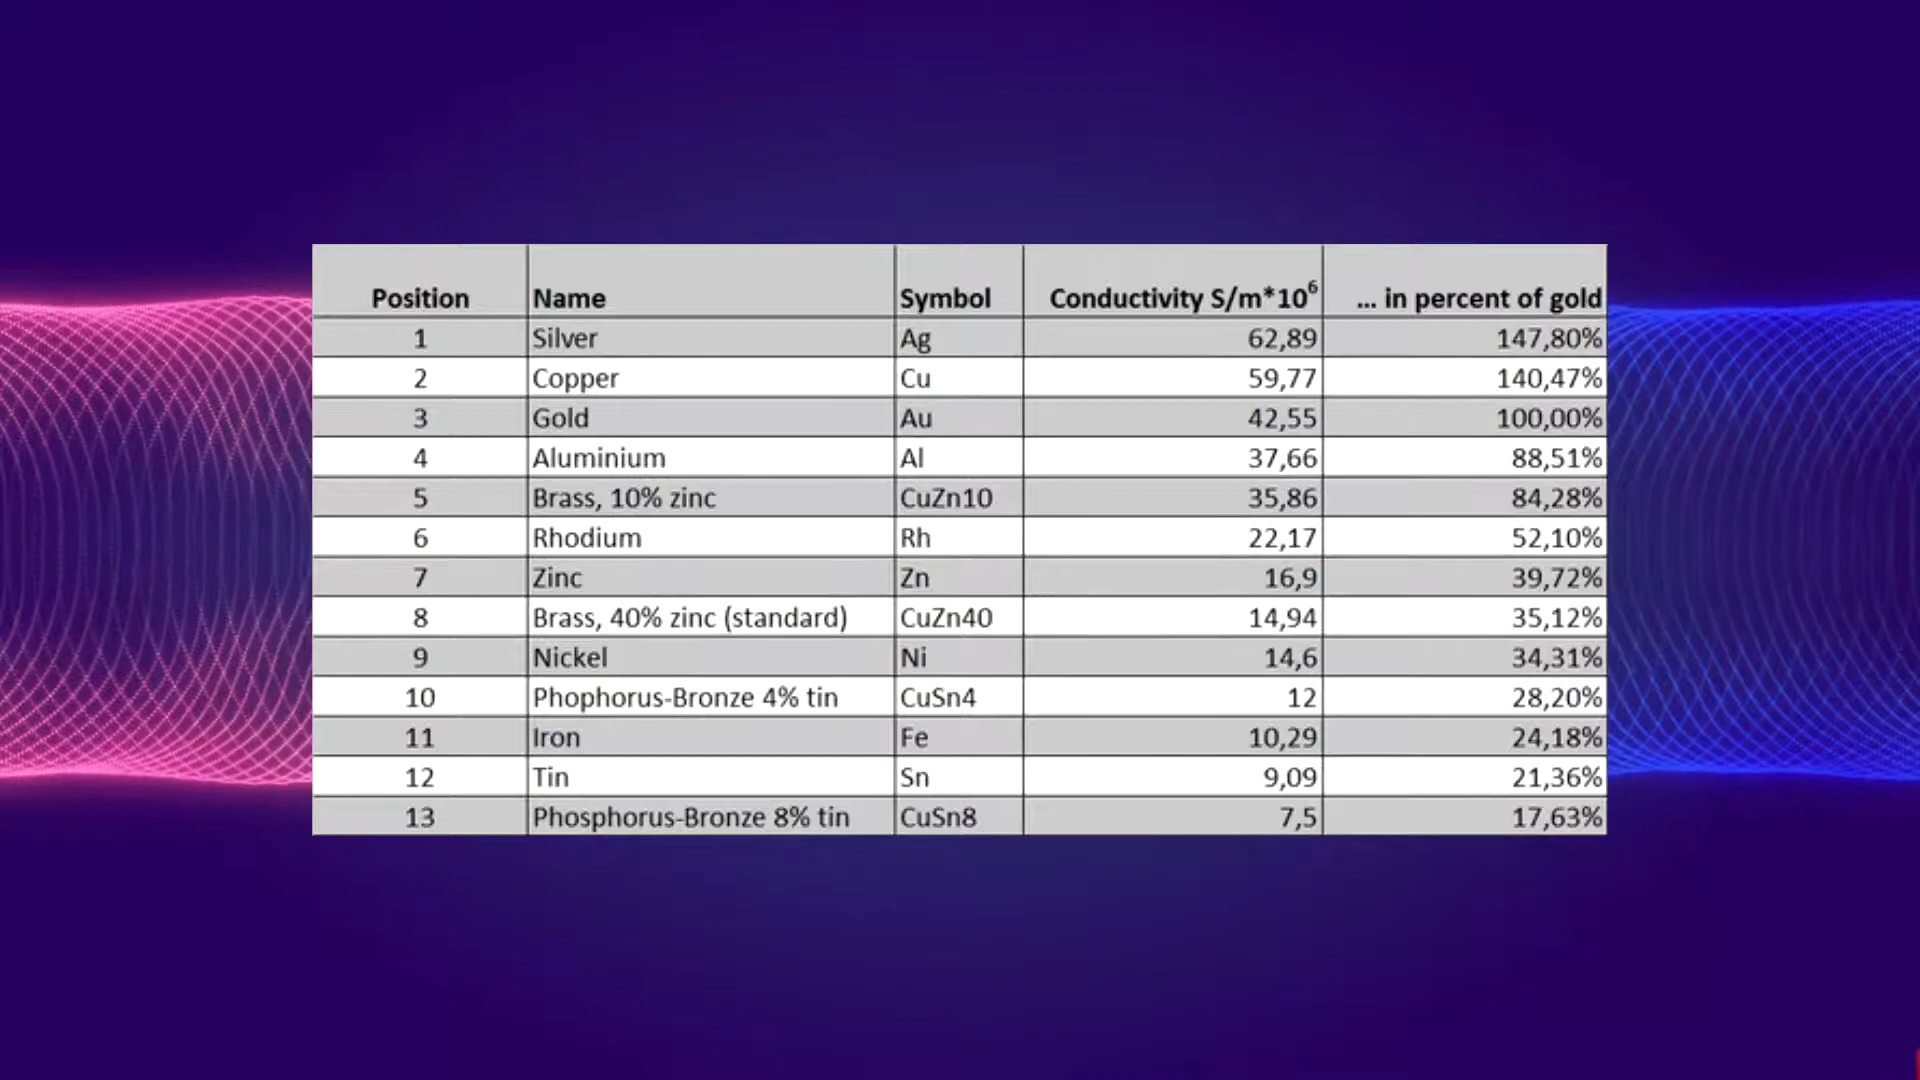 Position Name Symbol Conductivity S/m*10⁶ ... in percent of gold
1 Silver Ag 62,89 147,80%
2 Copper Cu 59,77 140,47%
3 Gold Au 42,55 100,00%
4 Aluminium Al 37,66 88,51%
5 Brass, 10% zinc CuZn10 35,86 84,28%
6 Rhodium Rh 22,17 52,10%
7 Zinc Zn 16,9 39,72%
8 Brass, 40% zinc (standard) CuZn40 14,94 35,12%
9 Nickel Ni 14,6 34,31%
10 Phophorus-Bronze 4% tin CuSn4 12 28,20%
11 Iron Fe 10,29 24,18%
12 Tin Sn 9,09 21,36%
13 Phosphorus-Bronze 8% tin CuSn8 7,5 17,63%